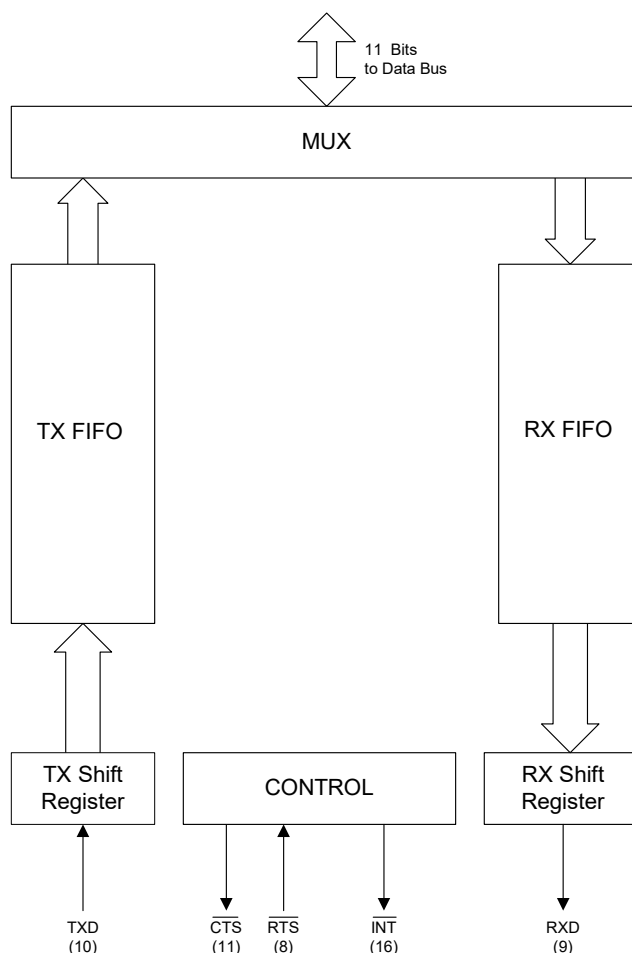 11 Bits
to Data Bus
MUX
TX FIFO
RX FIFO
TX Shift
Register
CONTROL
RX Shift
Register
TXD
(10)
CTS
(11)
RTS
(8)
INT
(16)
RXD
(9)